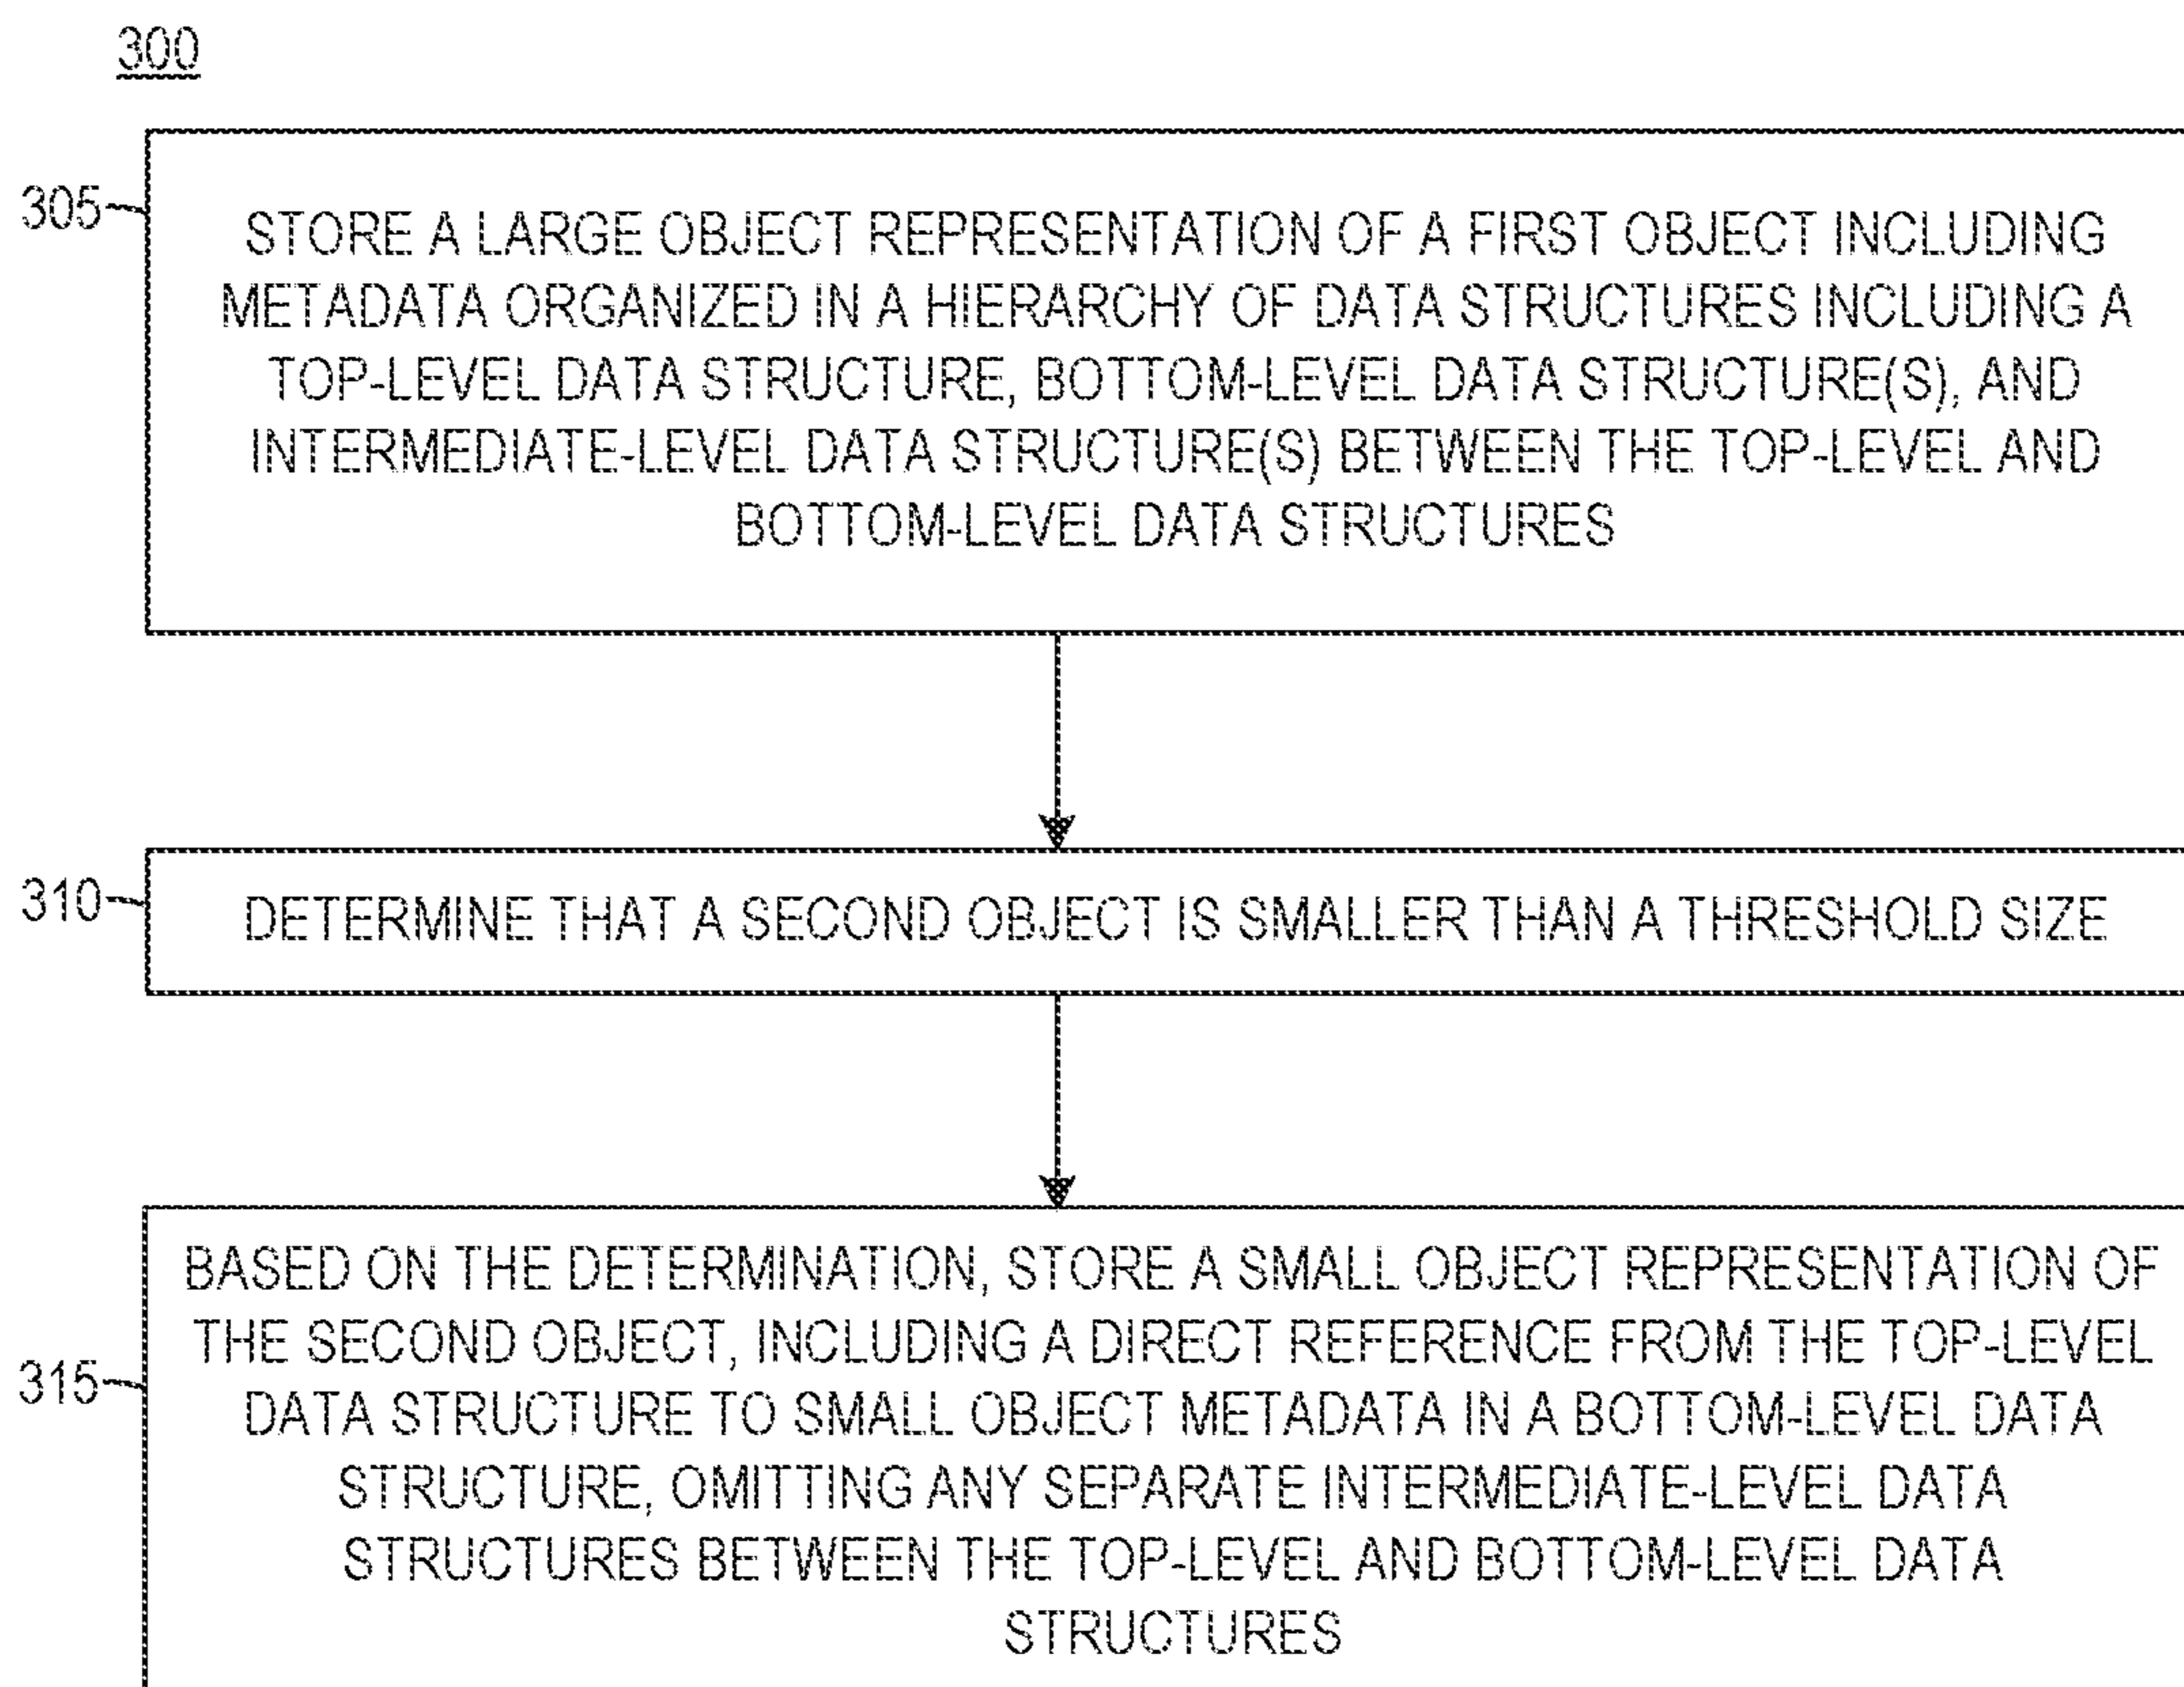 300
305
STORE A LARGE OBJECT REPRESENTATION OF A FIRST OBJECT INCLUDING
METADATA ORGANIZED IN A HIERARCHY OF DATA STRUCTURES INCLUDING A
TOP-LEVEL DATA STRUCTURE, BOTTOM-LEVEL DATA STRUCTURE(S), AND
INTERMEDIATE-LEVEL DATA STRUCTURE(S) BETWEEN THE TOP-LEVEL AND
BOTTOM-LEVEL DATA STRUCTURES
310
DETERMINE THAT A SECOND OBJECT IS SMALLER THAN A THRESHOLD SIZE
315
BASED ON THE DETERMINATION, STORE A SMALL OBJECT REPRESENTATION OF
THE SECOND OBJECT, INCLUDING A DIRECT REFERENCE FROM THE TOP-LEVEL
DATA STRUCTURE TO SMALL OBJECT METADATA IN A BOTTOM-LEVEL DATA
STRUCTURE, OMITTING ANY SEPARATE INTERMEDIATE-LEVEL DATA
STRUCTURES BETWEEN THE TOP-LEVEL AND BOTTOM-LEVEL DATA
STRUCTURES